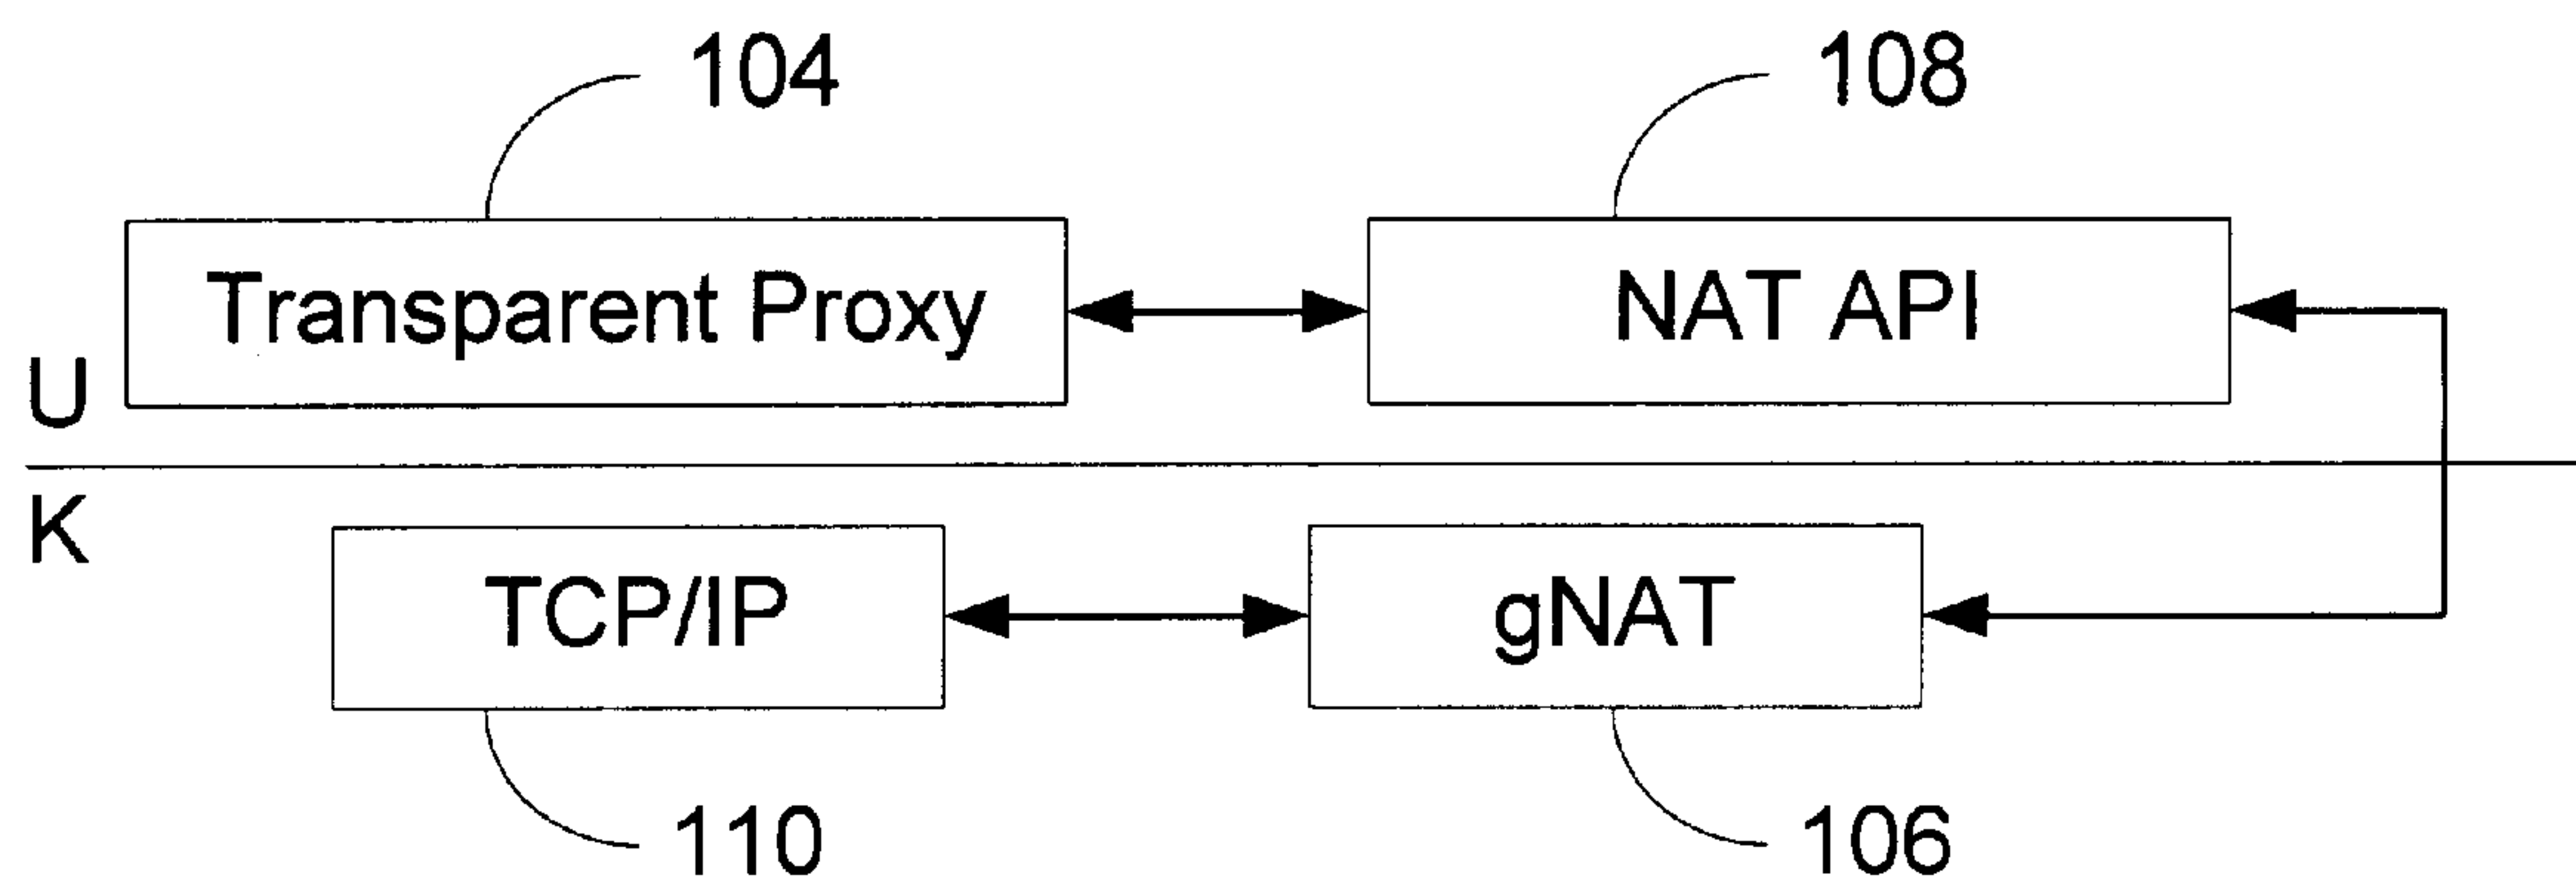 104
108
Transparent Proxy
NAT API
U
K
TCP/IP
gNAT
110
106